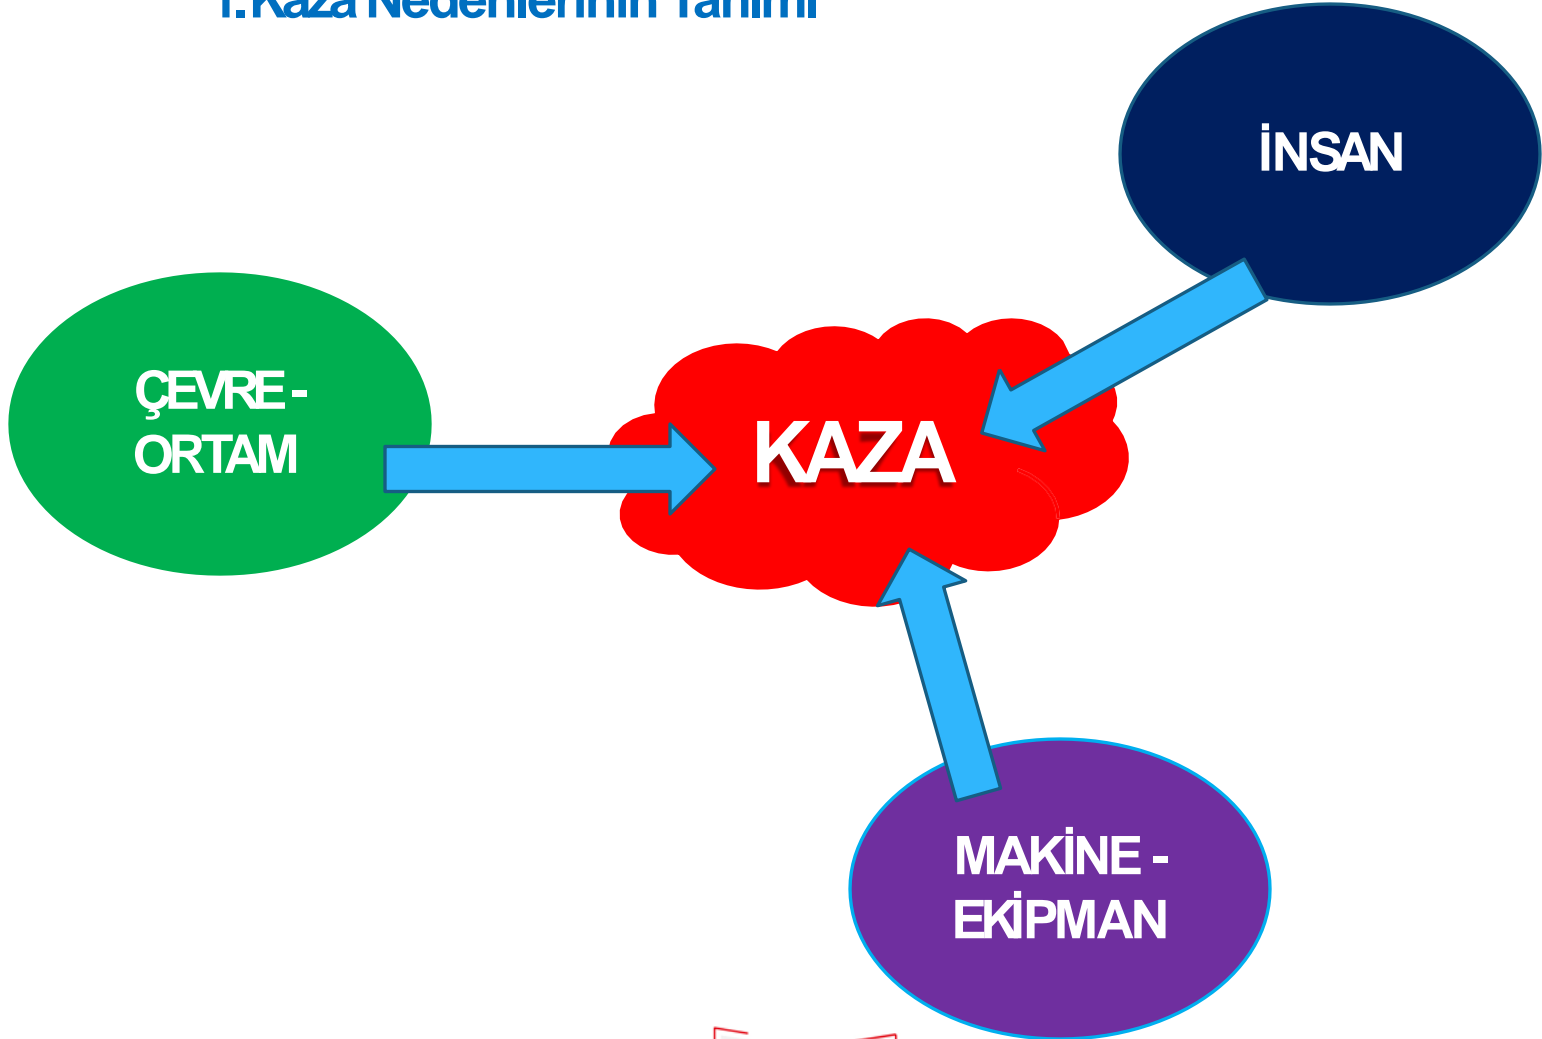 1. Kaza Nedenlerinin Tanımı
İNSAN
ÇEVRE -
ORTAM
KAZA
MAKİNE -
EKİPMAN